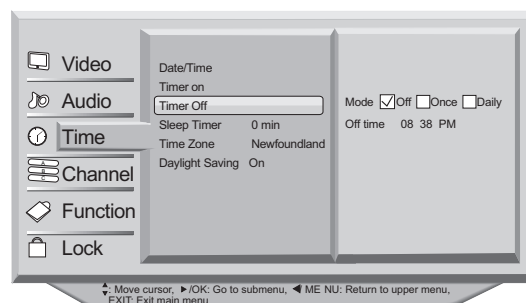 Video
Audio
Time
Channel
Function
Lock
Date/Time
Timer on
Timer Off
Sleep Timer 0 min
Time Zone Newfoundland
Daylight Saving On
Mode Off Once Daily
Off time 08 38 PM
: Move cursor, ►/OK: Go to submenu, ◄/ ME NU: Return to upper menu,
EXIT: Exit main menu